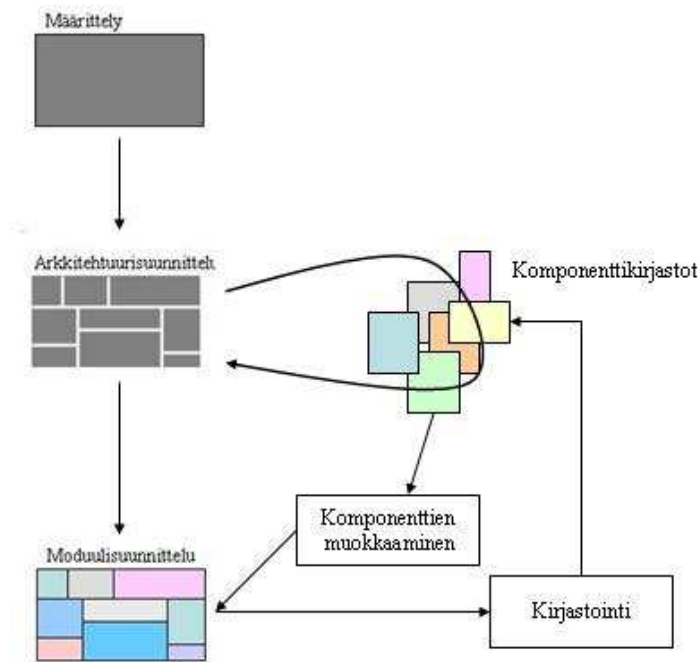 Määrittely
Arkkitehtuurisuunnittelu
Komponenttikirjastot
Komponenttien
muokkaaminen
Moduulisuunnittelu
Kirjastointi